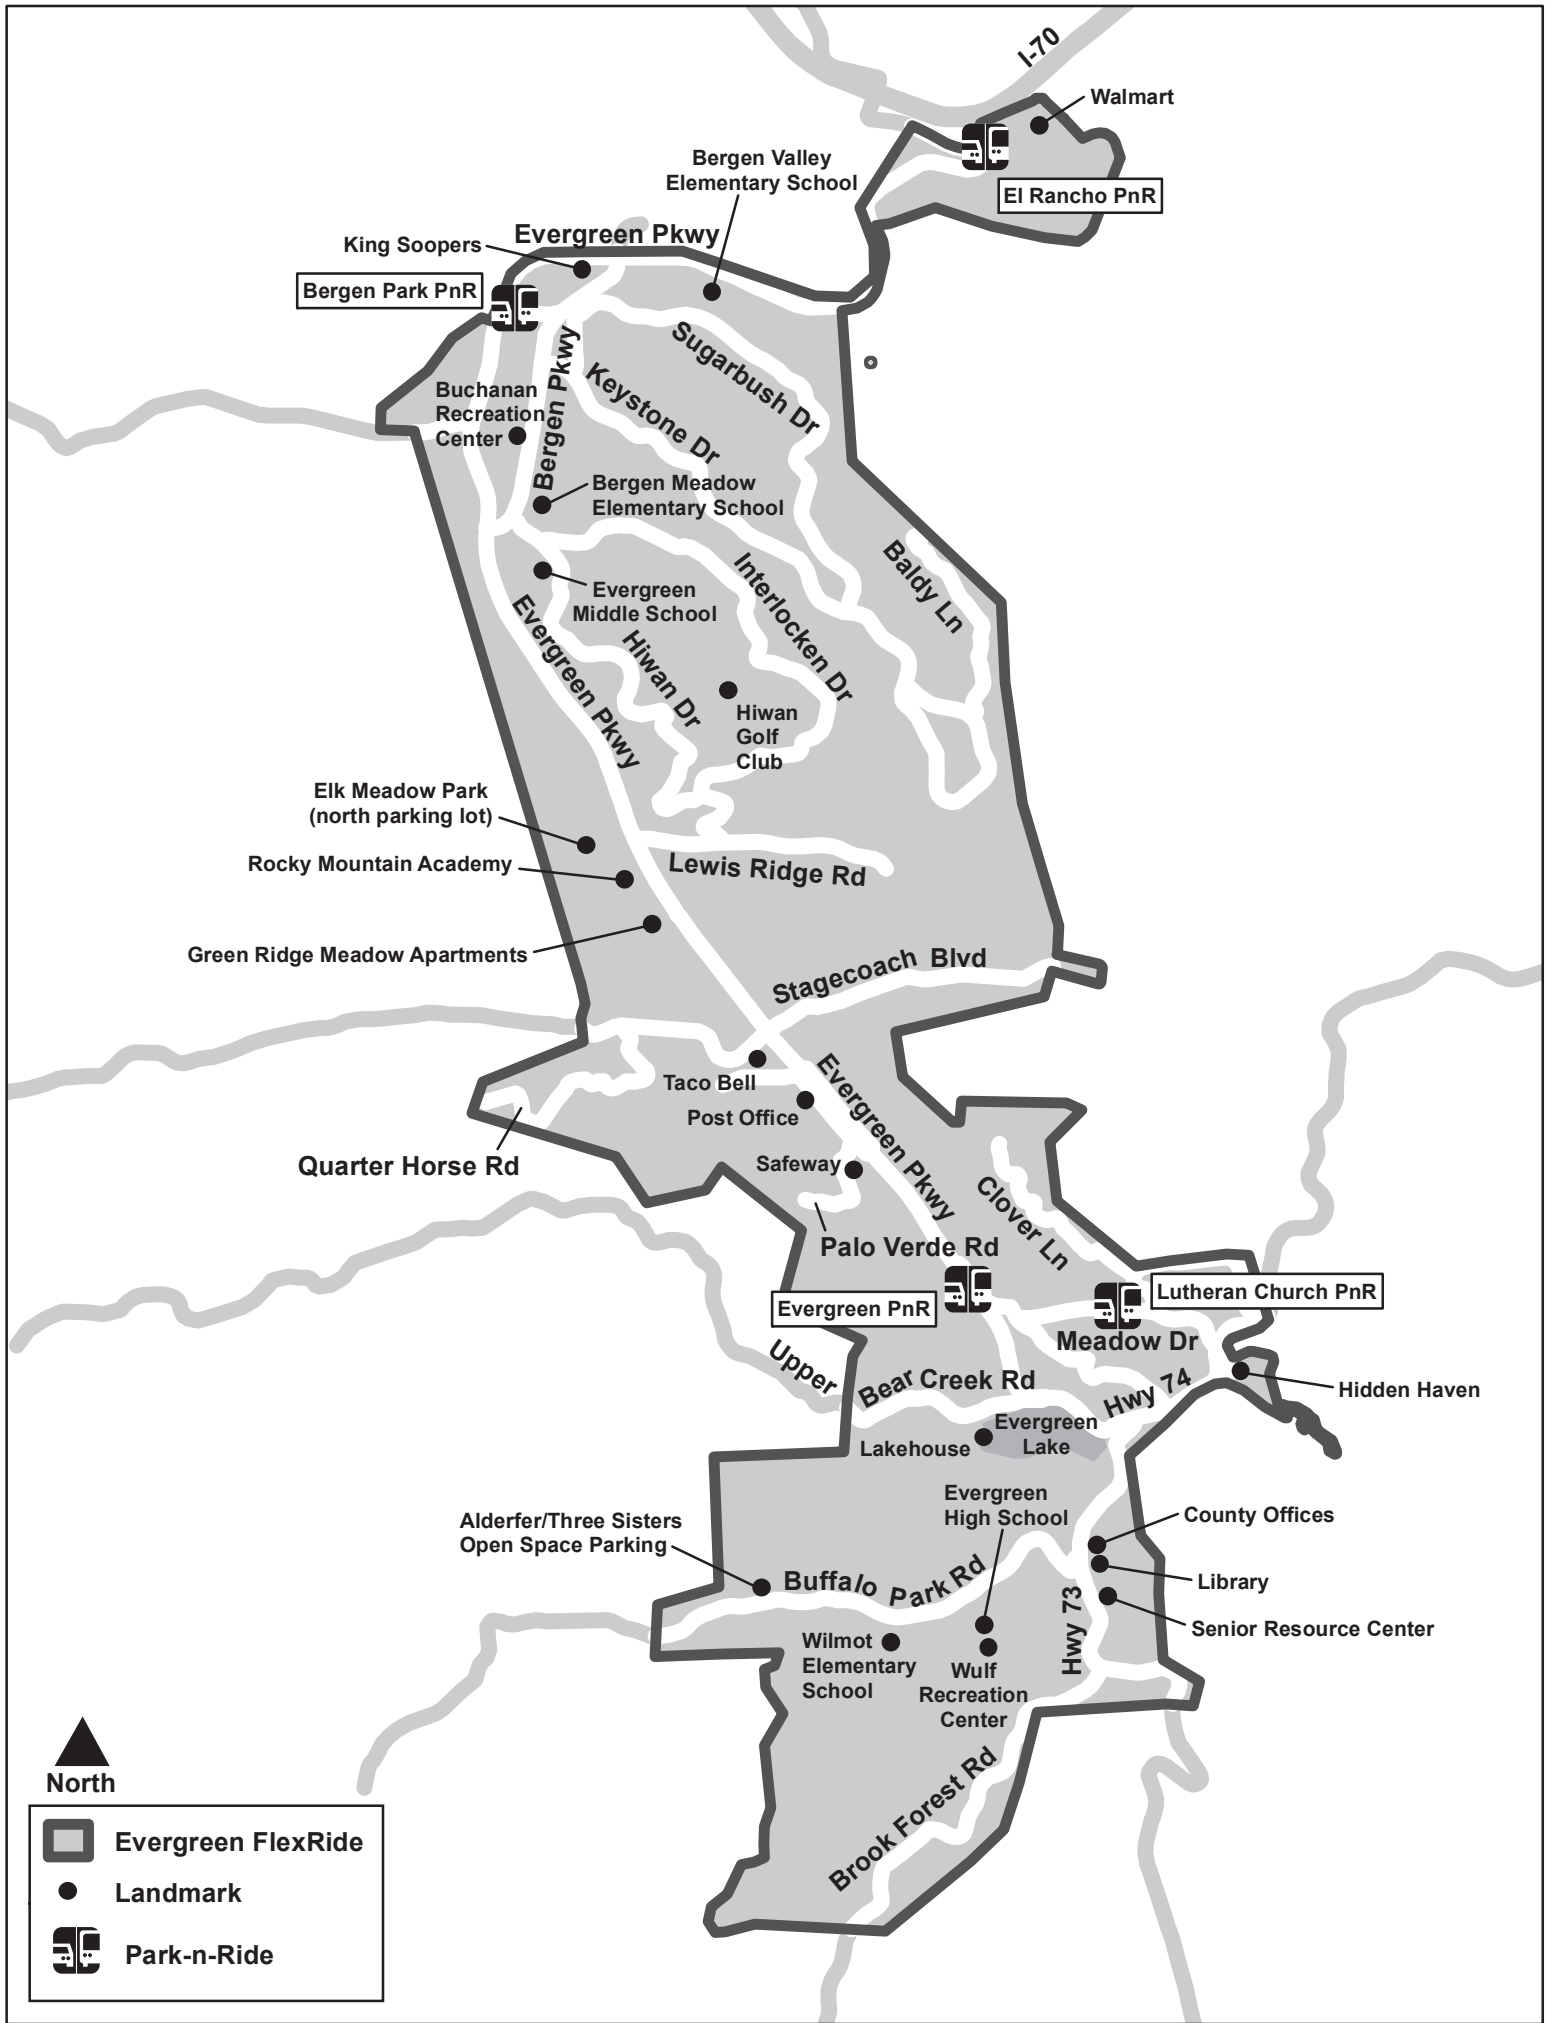 I-70
Walmart
Bergen Valley
Elementary School
El Rancho PnR
Evergreen Pkwy
King Soopers
Bergen Park PnR
Sugarbush Dr
Bergen Pkwy
Keystone Dr
Buchanan
Recreation
Center
Bergen Meadow
Elementary School
Baldy Ln
Interlocken Dr
Evergreen
Middle School
Evergreen Pkwy
Hiwan Dr
Hiwan
Golf
Club
Elk Meadow Park
(north parking lot)
Rocky Mountain Academy
Lewis Ridge Rd
Green Ridge Meadow Apartments
Stagecoach Blvd
Taco Bell
Evergreen Pkwy
Post Office
Quarter Horse Rd
Safeway
Clover Ln
Palo Verde Rd
Lutheran Church PnR
Evergreen PnR
Meadow Dr
Upper Bear Creek Rd
Hwy 74
Hidden Haven
Evergreen
Lake
Lakehouse
Evergreen
High School
County Offices
Alderfer/Three Sisters
Open Space Parking
Buffalo Park Rd
Library
Hwy 73
Senior Resource Center
Wilmot
Elementary
School
Wulf
Recreation
Center
Brook Forest Rd
North
Evergreen FlexRide
Landmark
Park-n-Ride